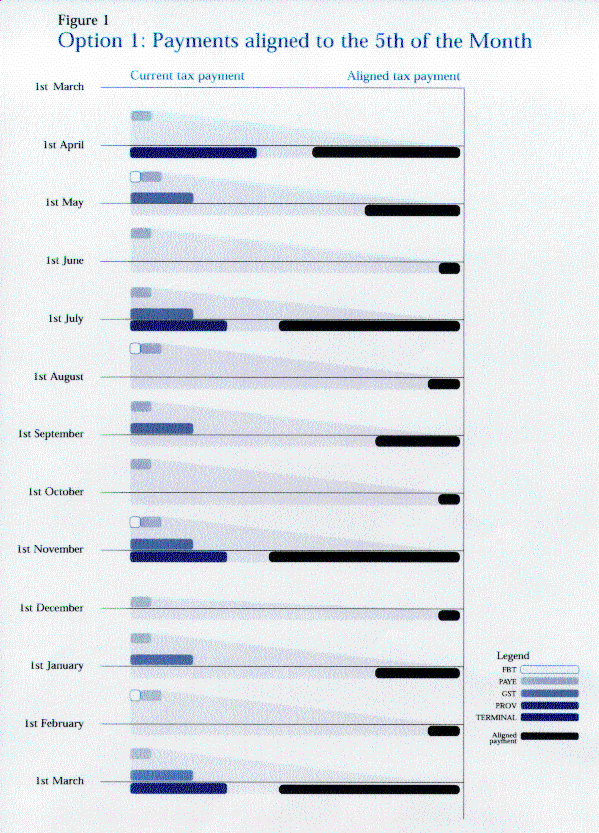 Figure 1
Option 1: Payments aligned to the 5th of the Month
Current tax payment Aligned tax payment
1st March
1st April
1st May
1st June
1st July
1st August
1st September
1st October
1st November
1st December
1st January
1st February
1st March
Legend
FBT
PAYE
GST
PROV
TERMINAL
Aligned
payment